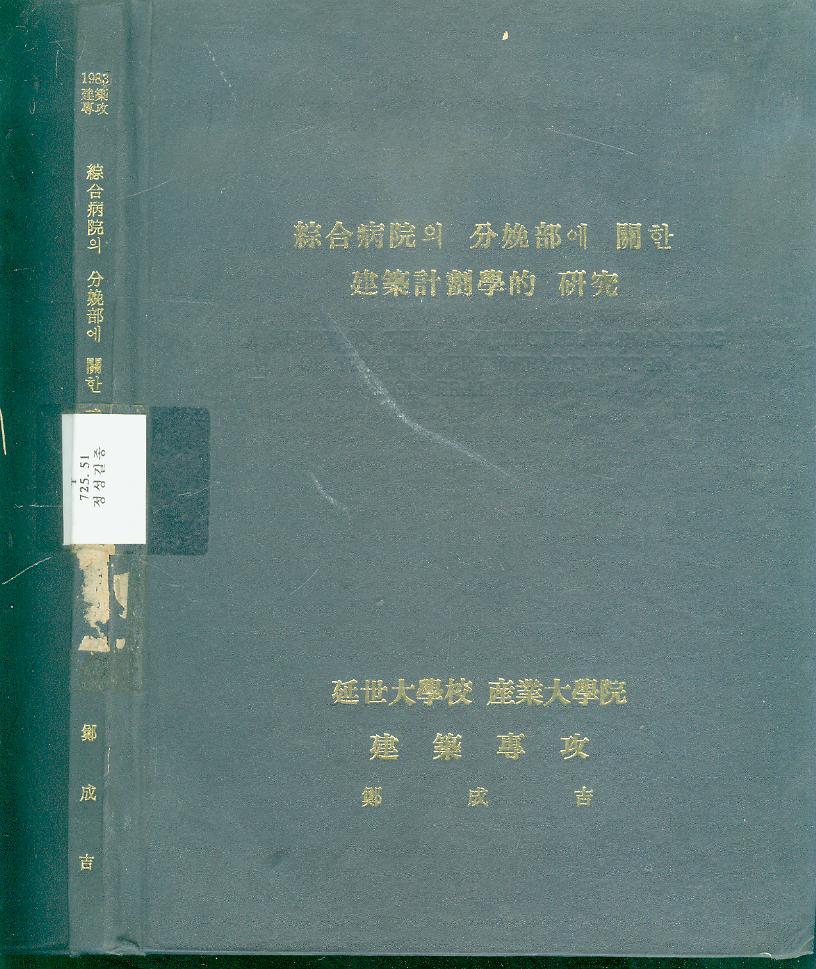 1983
建築
專攻
綜合病院의 分娩部에 關한
725.51
정성길종
鄭成吉
綜合病院의 分娩部에 關한
建築計劃學的 硏究
延世大學校 産業大學院
建築專攻
鄭成吉